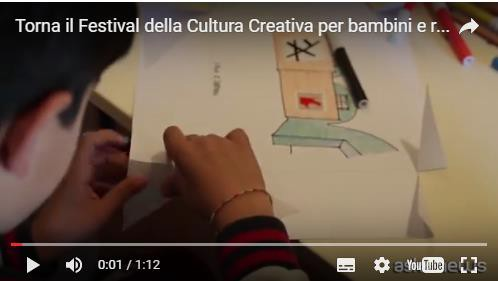 Torna il Festival della Cultura Creativa per bambini e r...
0:01 / 1:12
YouTube